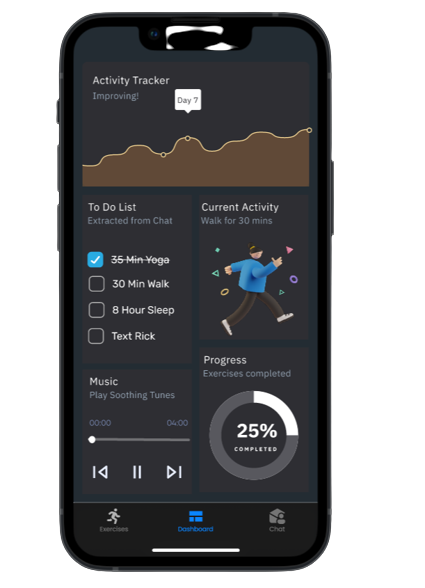 Activity Tracker
Improving!
Day 7
To Do List
Extracted from Chat
35 Min Yoga
30 Min Walk
8 Hour Sleep
Text Rick
Current Activity
Walk for 30 mins
Music
Play Soothing Tunes
00:00 04:00
Progress
Exercises completed
25%
COMPLETED
Exercises
Dashboard
Chat